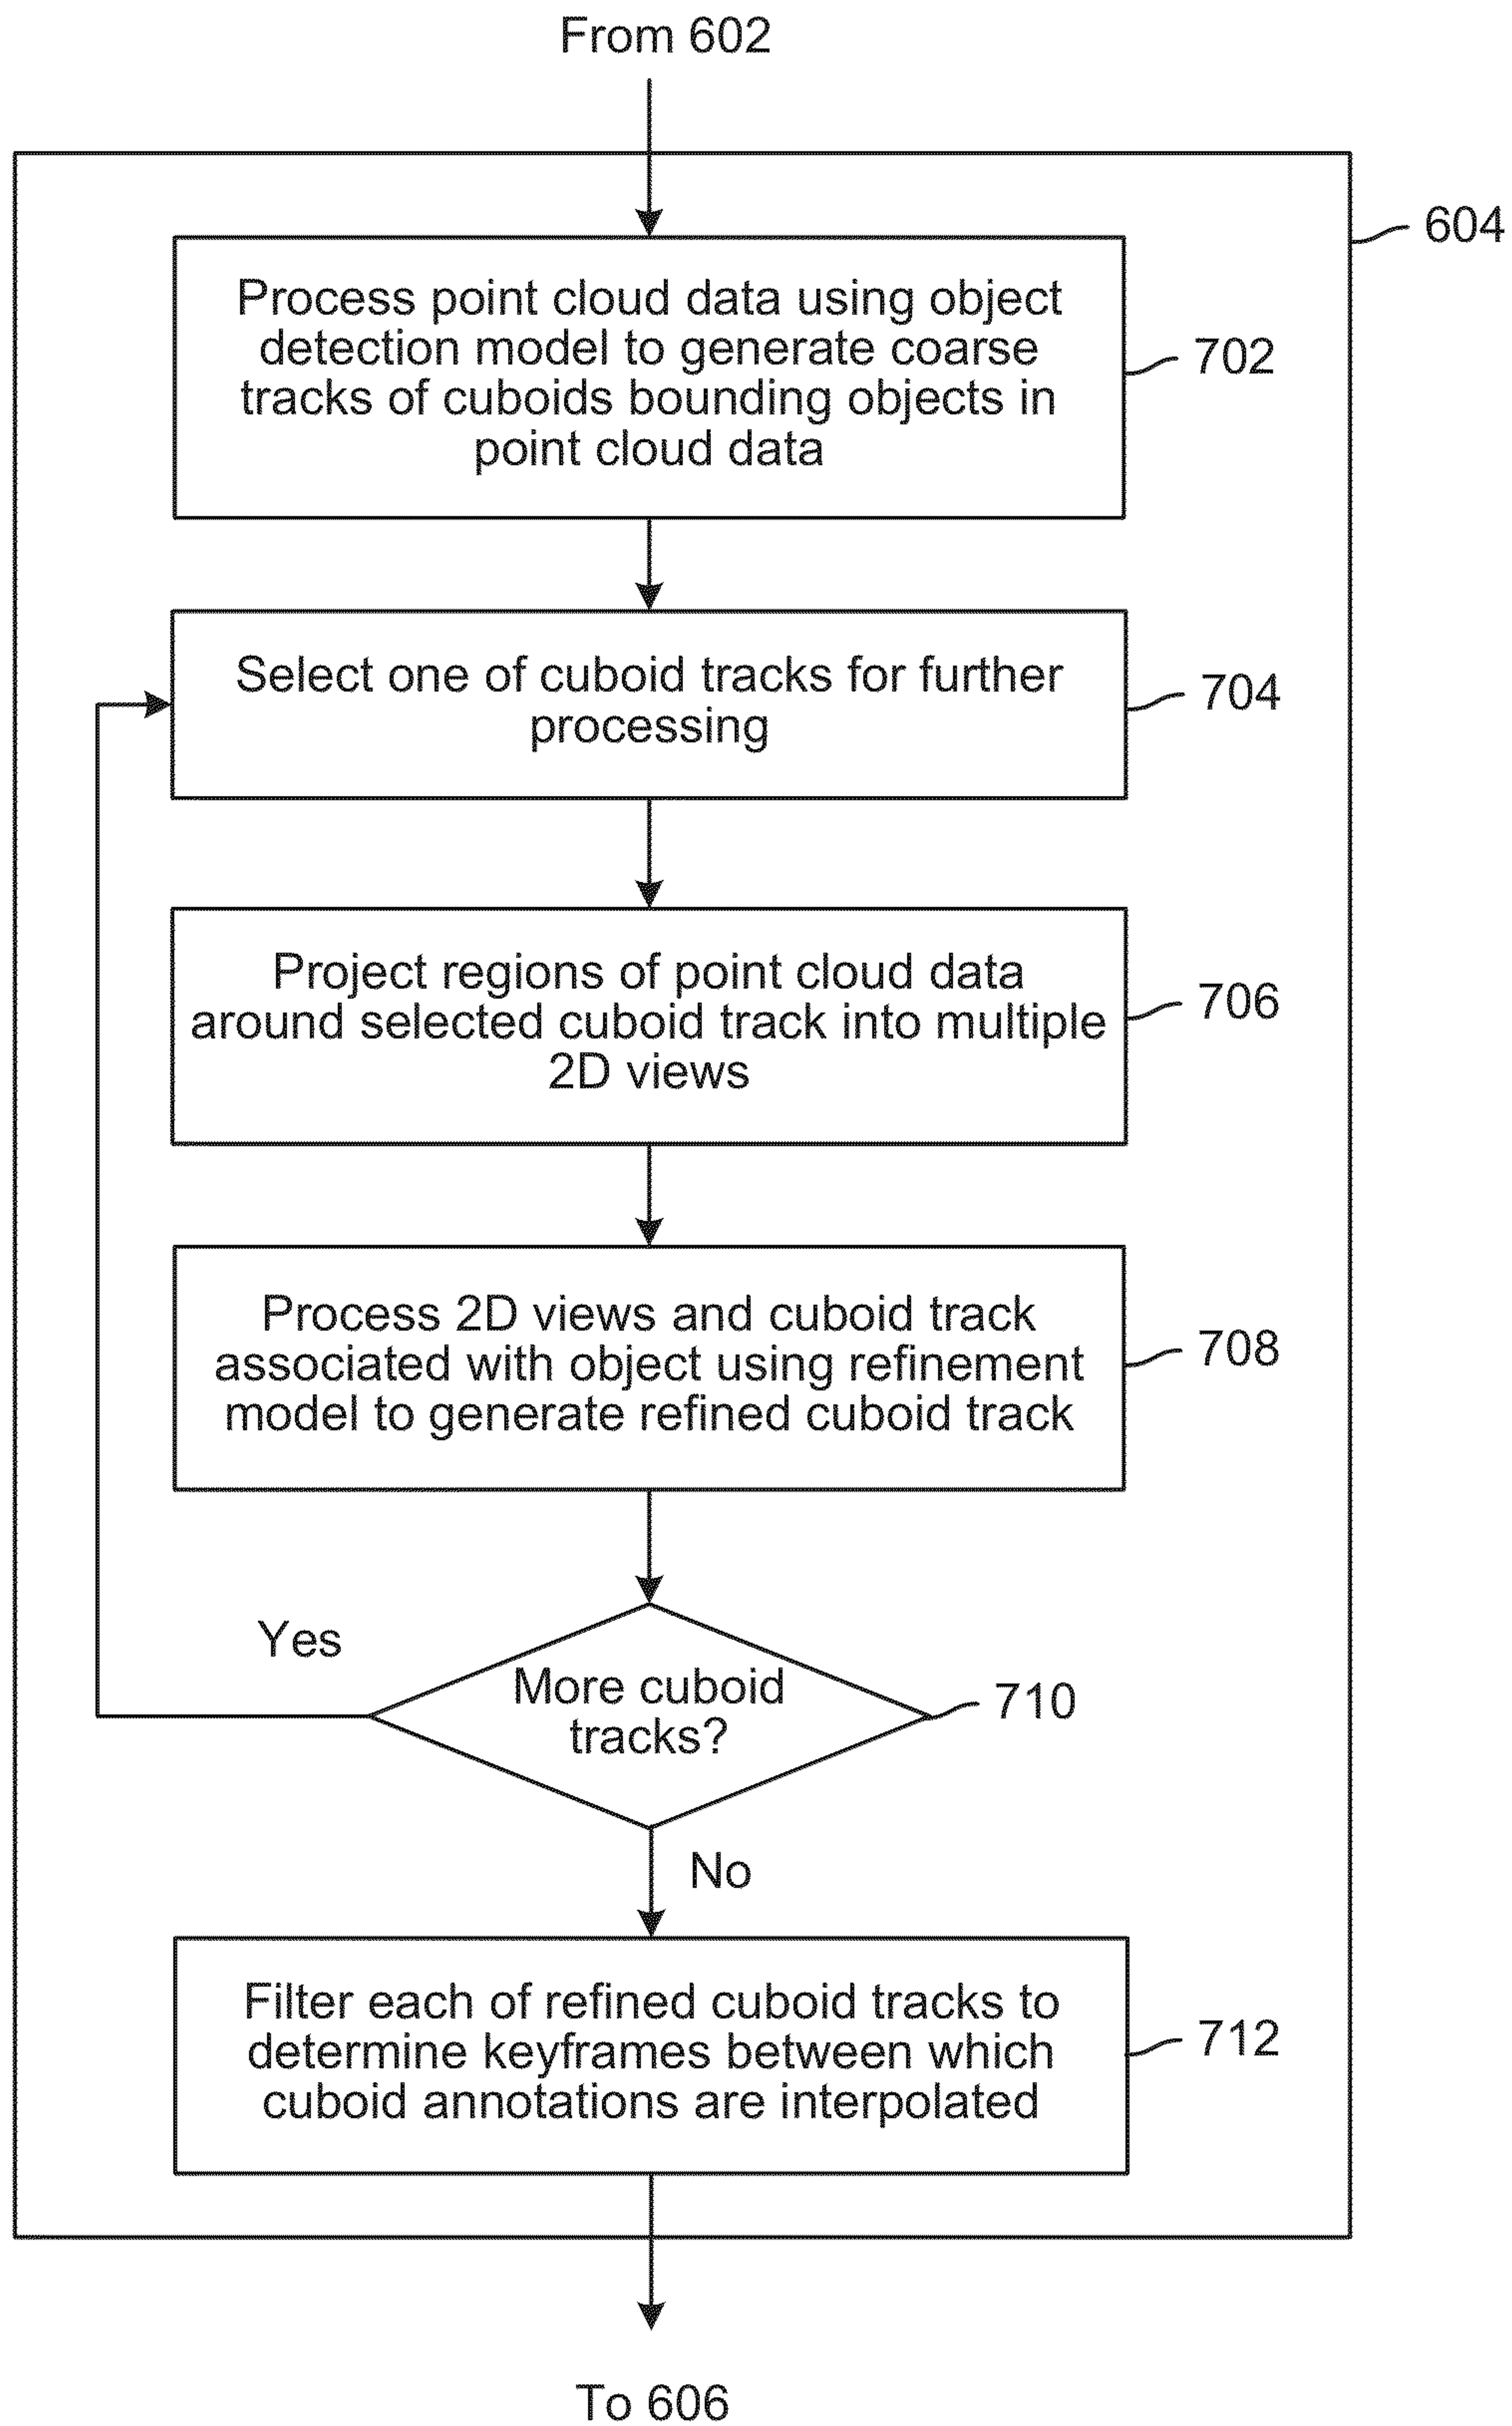 From 602
604
Process point cloud data using object
detection model to generate coarse
tracks of cuboids bounding objects in
point cloud data
702
Select one of cuboid tracks for further
processing
704
Project regions of point cloud data
around selected cuboid track into multiple
2D views
706
Process 2D views and cuboid track
associated with object using refinement
model to generate refined cuboid track
708
Yes
More cuboid
tracks?
710
No
Filter each of refined cuboid tracks to
determine keyframes between which
cuboid annotations are interpolated
712
To 606